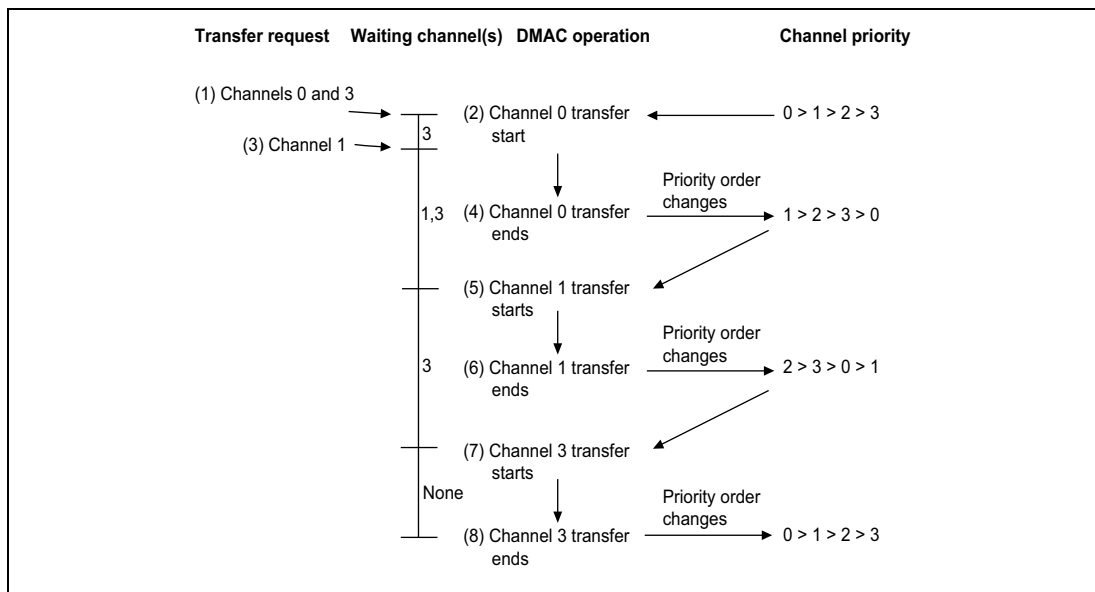 Transfer request Waiting channel(s) DMAC operation Channel priority
(1) Channels 0 and 3
(2) Channel 0 transfer
start
0 > 1 > 2 > 3
3
(3) Channel 1
Priority order
changes
1,3
(4) Channel 0 transfer
ends
1 > 2 > 3 > 0
(5) Channel 1 transfer
starts
Priority order
changes
3
(6) Channel 1 transfer
ends
2 > 3 > 0 > 1
(7) Channel 3 transfer
starts
None
Priority order
changes
(8) Channel 3 transfer
ends
0 > 1 > 2 > 3